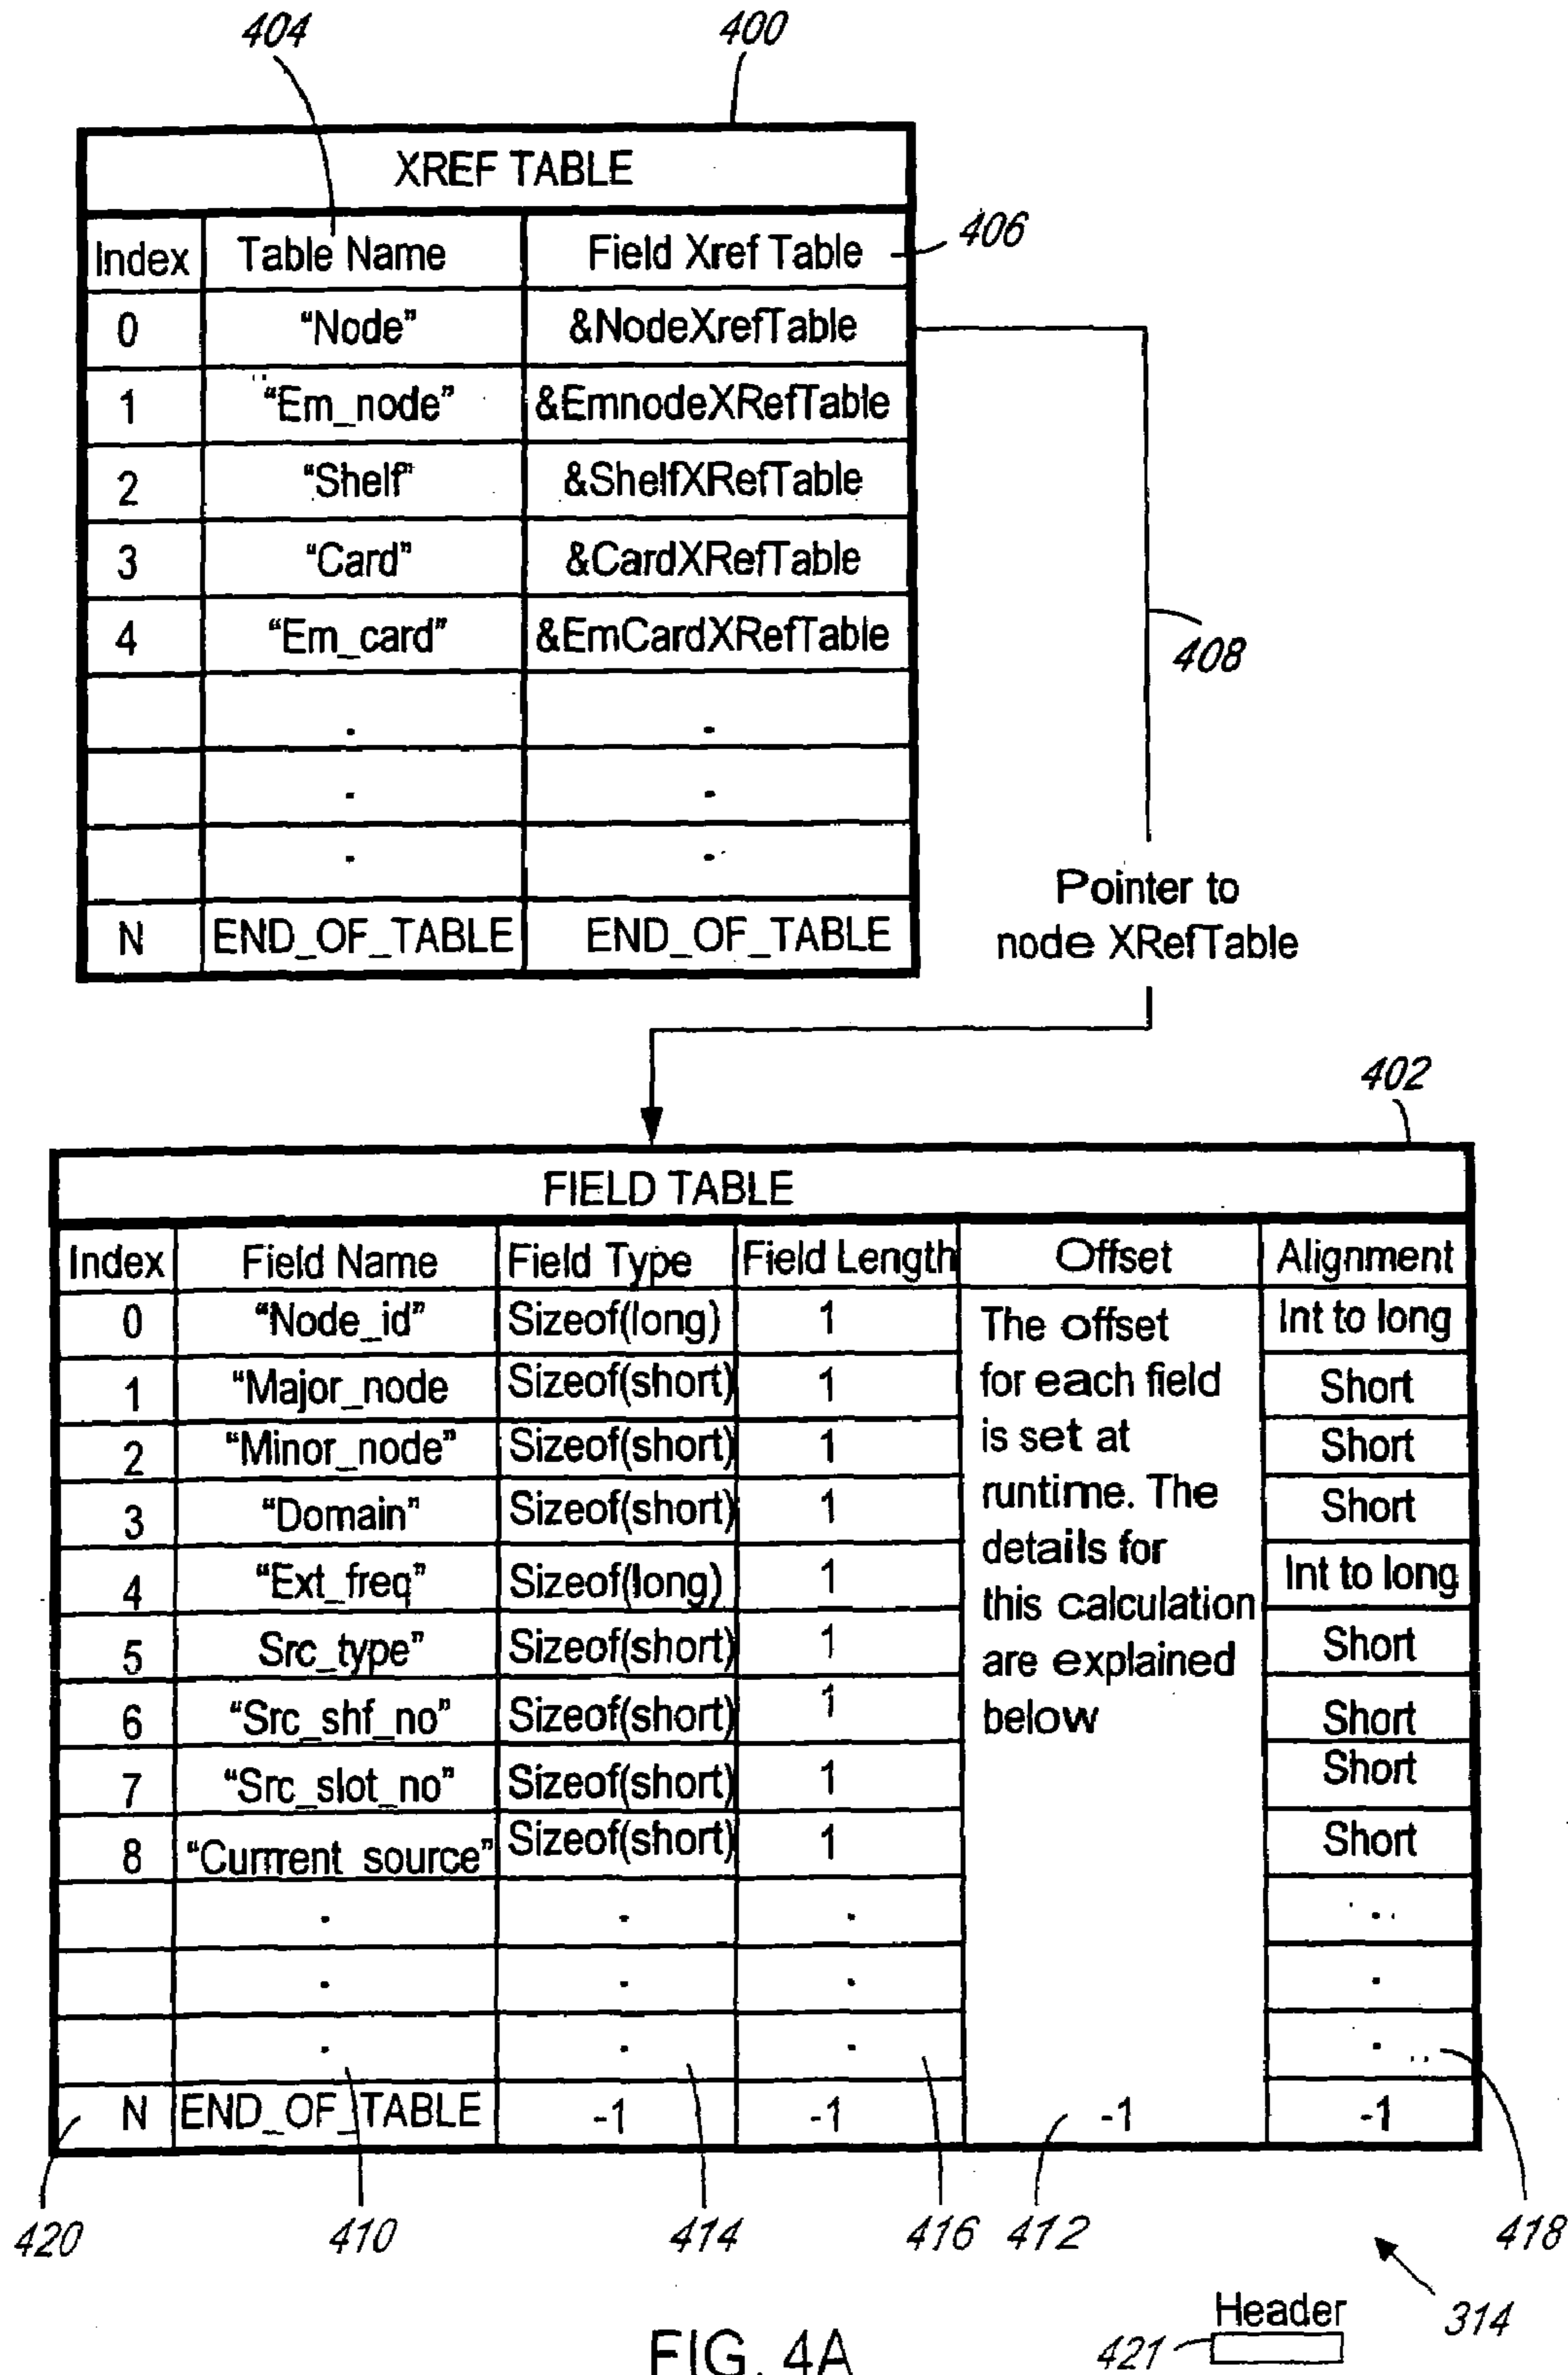 404
400
XREF TABLE
Index Table Name Field Xref Table
406
0 “Node” &NodeXrefTable
1 “Em_node” &EmnodeXRefTable
2 “Shelf” &ShelfXRefTable
3 “Card” &CardXRefTable
4 “Em_card” &EmCardXRefTable
408
. .
. .
. .
N END_OF_TABLE END_OF_TABLE
Pointer to
node XRefTable
402
FIELD TABLE
Index Field Name Field Type Field Length Offset Alignment
0 “Node_id” Sizeof(long) 1 Int to long
1 “Major_node Sizeof(short) 1 Short
2 “Minor_node” Sizeof(short) 1 Short
3 “Domain” Sizeof(short) 1 Short
4 “Ext_freq” Sizeof(long) 1 Int to long
5 Src_type” Sizeof(short) 1 Short
6 “Src_shf_no” Sizeof(short) 1 Short
7 “Src_slot_no” Sizeof(short) 1 Short
8 “Currrent_source” Sizeof(short) 1 Short
The offset
for each field
is set at
runtime. The
details for
this calculation
are explained
below
. . . .
. . . .
. . . .
N END_OF_TABLE -1 -1 -1 -1
420 410 414 416 412 418
314
Header
421
FIG. 4A